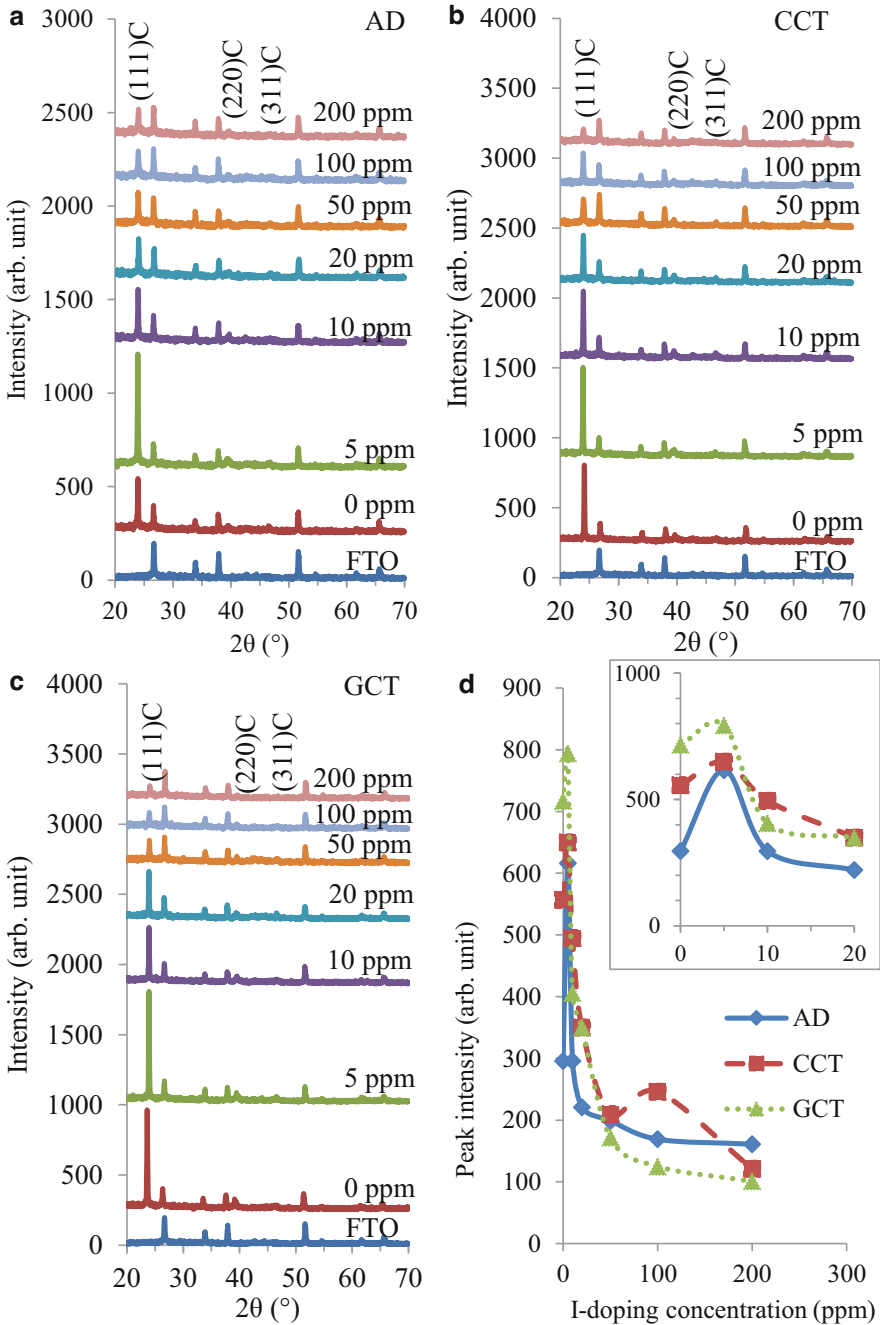 a
AD
3000
2500
2000
1500
1000
500
0
Intensity (arb. unit)
(111)C
(220)C
(311)C
200 ppm
100 ppm
50 ppm
20 ppm
10 ppm
5 ppm
0 ppm
FTO
20 30 40 50 60 70
2θ (°)
b
CCT
4000
3500
3000
2500
2000
1500
1000
500
0
Intensity (arb. unit)
(111)C
(220)C
(311)C
200 ppm
100 ppm
50 ppm
20 ppm
10 ppm
5 ppm
0 ppm
FTO
20 30 40 50 60 70
2θ (°)
c
GCT
4000
3500
3000
2500
2000
1500
1000
500
0
Intensity (arb. unit)
(111)C
(220)C
(311)C
200 ppm
100 ppm
50 ppm
20 ppm
10 ppm
5 ppm
0 ppm
FTO
20 30 40 50 60 70
2θ (°)
d
900
800
700
600
500
400
300
200
100
0
Peak intensity (arb. unit)
1000
500
0
0 10 20
AD
CCT
GCT
0 100 200 300
I-doping concentration (ppm)